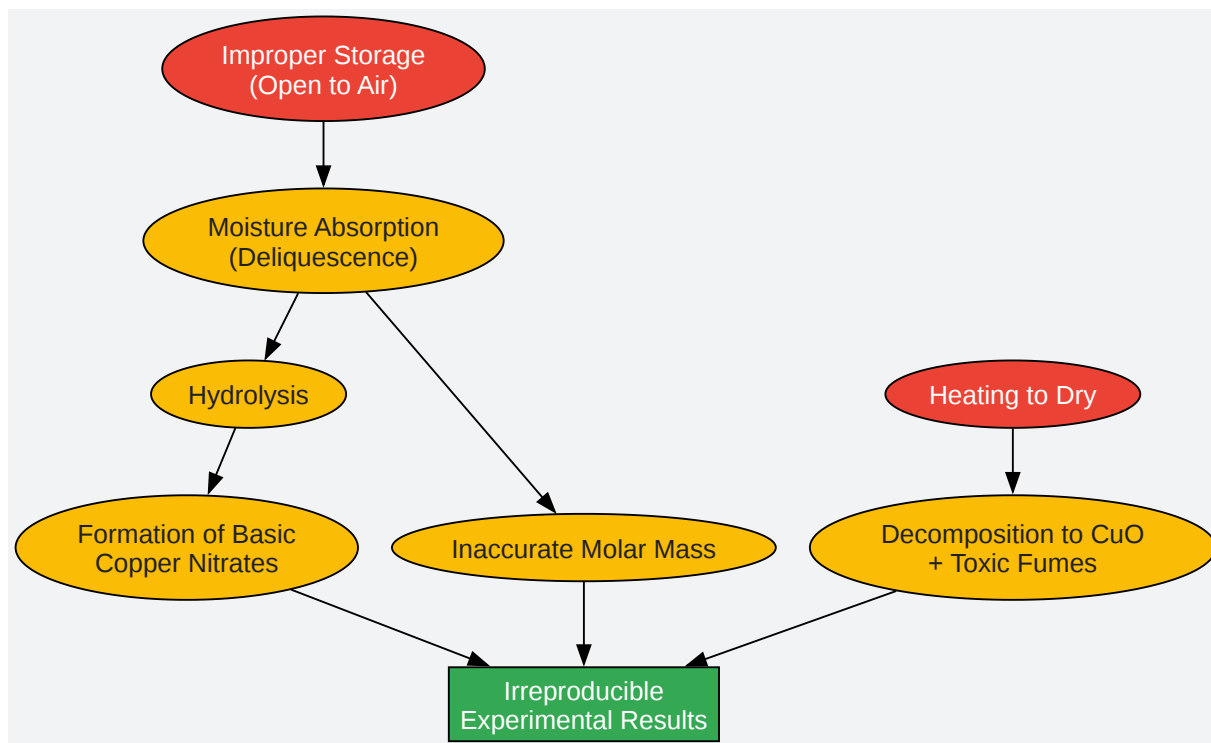 Improper Storage
(Open to Air)
Moisture Absorption
(Deliquescence)
Hydrolysis
Heating to Dry
Formation of Basic
Copper Nitrates
Inaccurate Molar Mass
Decomposition to CuO
+ Toxic Fumes
Irreproducible
Experimental Results